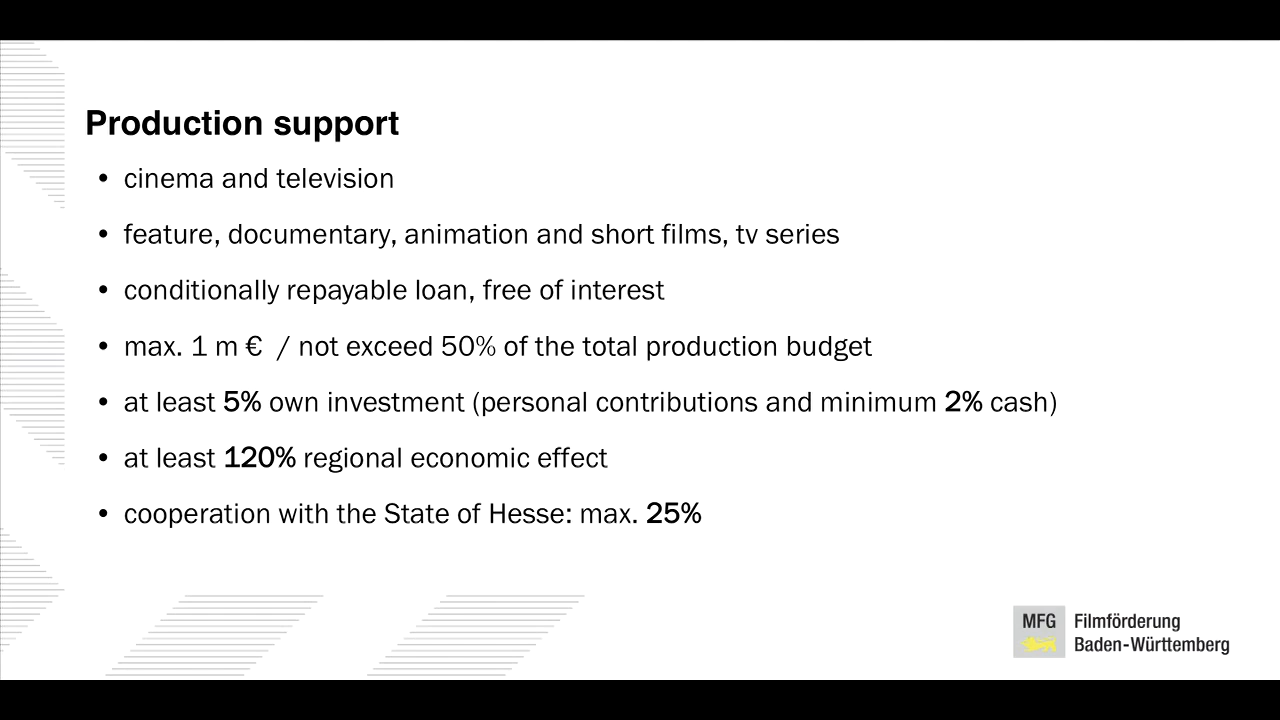 Production support
• cinema and television
• feature, documentary, animation and short films, tv series
• conditionally repayable loan, free of interest
• max. 1 m € / not exceed 50% of the total production budget
• at least 5% own investment (personal contributions and minimum 2% cash)
• at least 120% regional economic effect
• cooperation with the State of Hesse: max. 25%
MFG Filmförderung
Baden-Württemberg